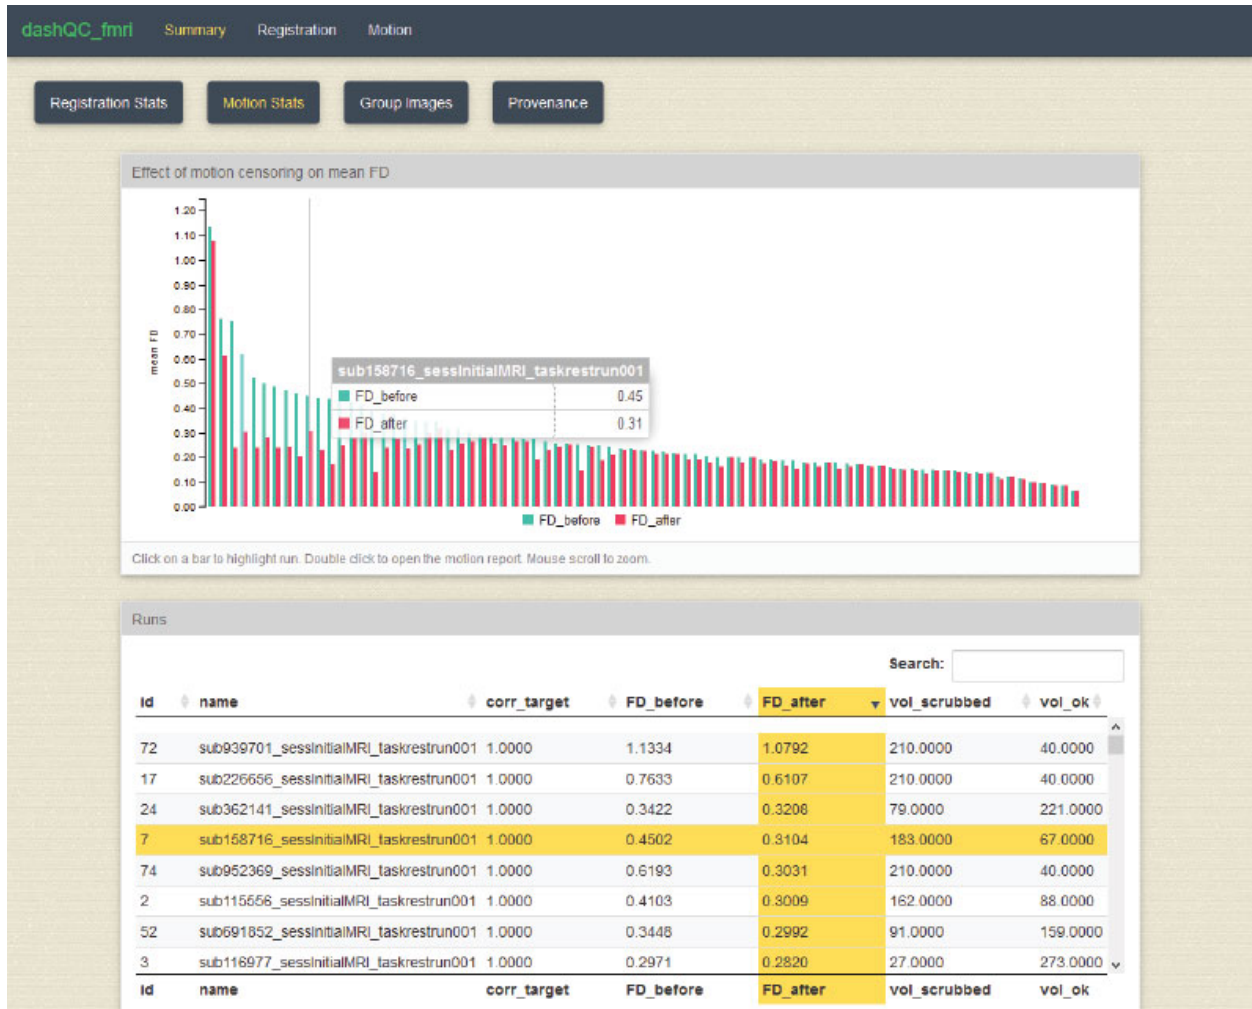 dashQC_fmri Summary Registration Motion
Registration Stats Motion Stats Group Images Provenance
Effect of motion censoring on mean FD
1.20
1.10
1.00
0.90
0.80
0.70
0.60
0.50
0.40
0.30
0.20
0.10
0.00
mean FD
sub158716_sessInitialMRI_taskrestrun001
FD_before 0.45
FD_after 0.31
FD_before FD_after
Click on a bar to highlight run. Double click to open the motion report. Mouse scroll to zoom.
Runs
Search:
id name corr_target FD_before FD_after vol_scrubbed vol_ok
72 sub939701_sessInitialMRI_taskrestrun001 1.0000 1.1334 1.0792 210.0000 40.0000
17 sub226656_sessInitialMRI_taskrestrun001 1.0000 0.7633 0.6107 210.0000 40.0000
24 sub362141_sessInitialMRI_taskrestrun001 1.0000 0.3422 0.3208 79.0000 221.0000
7 sub158716_sessInitialMRI_taskrestrun001 1.0000 0.4502 0.3104 183.0000 67.0000
74 sub952369_sessInitialMRI_taskrestrun001 1.0000 0.6193 0.3031 210.0000 40.0000
2 sub115556_sessInitialMRI_taskrestrun001 1.0000 0.4103 0.3009 162.0000 88.0000
52 sub691852_sessInitialMRI_taskrestrun001 1.0000 0.3448 0.2992 91.0000 159.0000
3 sub116977_sessInitialMRI_taskrestrun001 1.0000 0.2971 0.2820 27.0000 273.0000
id name corr_target FD_before FD_after vol_scrubbed vol_ok